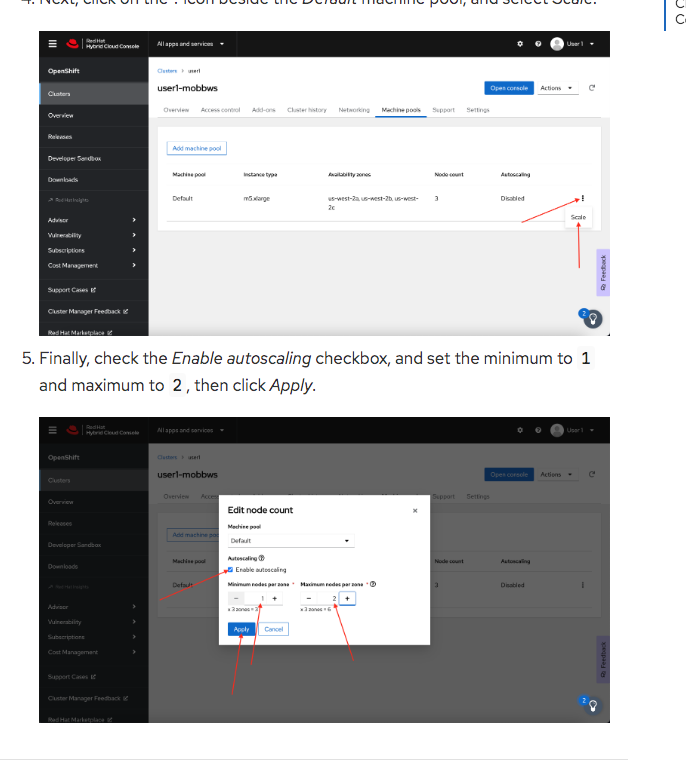 4. Next, click on the ⋮ icon beside the Default machine pool, and select Scale.
C
Co
Red Hat
Hybrid Cloud Console
All apps and services
User 1
OpenShift
Clusters
Overview
Releases
Developer Sandbox
Downloads
Red Hat Insights
Advisor
Vulnerability
Subscriptions
Cost Management
Support Cases
Cluster Manager Feedback
Red Hat Marketplace
Clusters > user1
user1-mobbws
Open console
Actions
Overview Access control Add-ons Cluster history Networking Machine pools Support Settings
Add machine pool
Machine pool Instance type Availability zones Node count Autoscaling
Default m5.xlarge us-west-2a, us-west-2b, us-west-
2c
3 Disabled
Scale
Feedback
2
5. Finally, check the Enable autoscaling checkbox, and set the minimum to 1
and maximum to 2 , then click Apply.
Red Hat
Hybrid Cloud Console
All apps and services
User 1
OpenShift
Clusters
Overview
Releases
Developer Sandbox
Downloads
Advisor
Vulnerability
Subscriptions
Cost Management
Support Cases
Cluster Manager Feedback
Red Hat Marketplace
Clusters > user1
user1-mobbws
Open console
Actions
Overview Access
Support Settings
Add machine poo
Machine pool
Node count Autoscaling
Default
3 Disabled
Edit node count
×
Machine pool
Default
Autoscaling
Enable autoscaling
Minimum nodes per zone * Maximum nodes per zone *
− 1 + − 2 +
x 3 zones = 3 x 3 zones = 6
Apply Cancel
Feedback
2